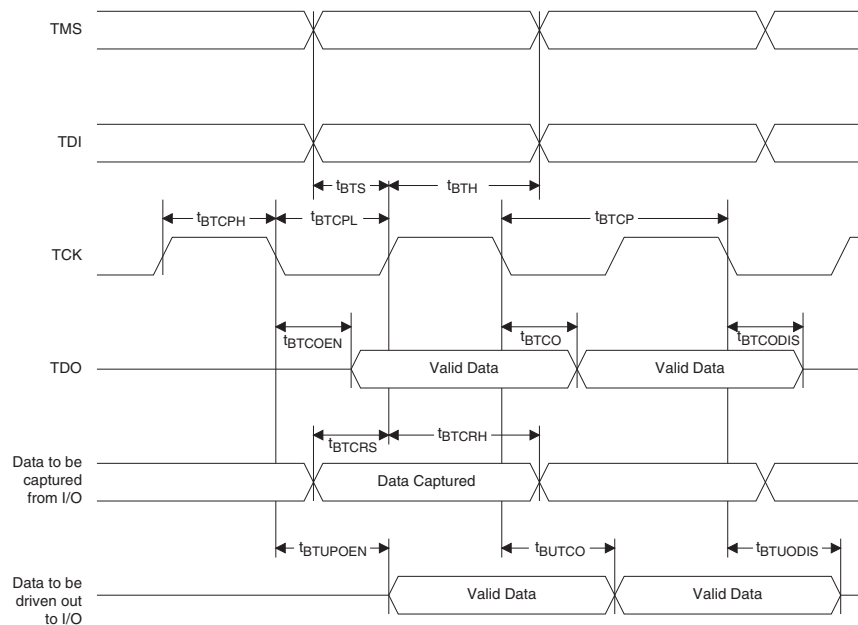 TMS
TDI
tBTS
tBTH
tBTCPH
tBTCPL
tBTCP
TCK
tBTCOEN
tBTCO
tBTCODIS
TDO
Valid Data
Valid Data
tBTCRS
tBTCRH
Data to be
captured
from I/O
Data Captured
tBTUPOEN
tBUTCO
tBTUODIS
Data to be
driven out
to I/O
Valid Data
Valid Data